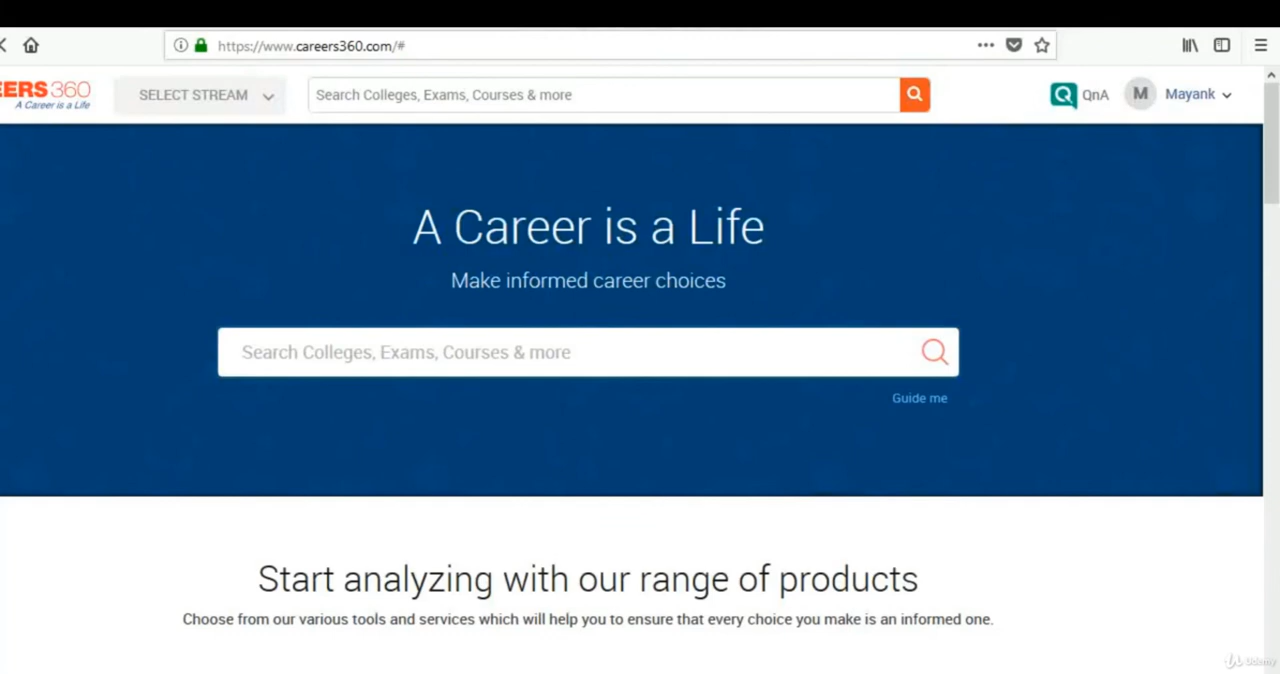 https://www.careers360.com/#
EERS360
A Career is a Life
SELECT STREAM
Search Colleges, Exams, Courses & more
QnA
M
Mayank
A Career is a Life
Make informed career choices
Search Colleges, Exams, Courses & more
Guide me
Start analyzing with our range of products
Choose from our various tools and services which will help you to ensure that every choice you make is an informed one.
Udemy